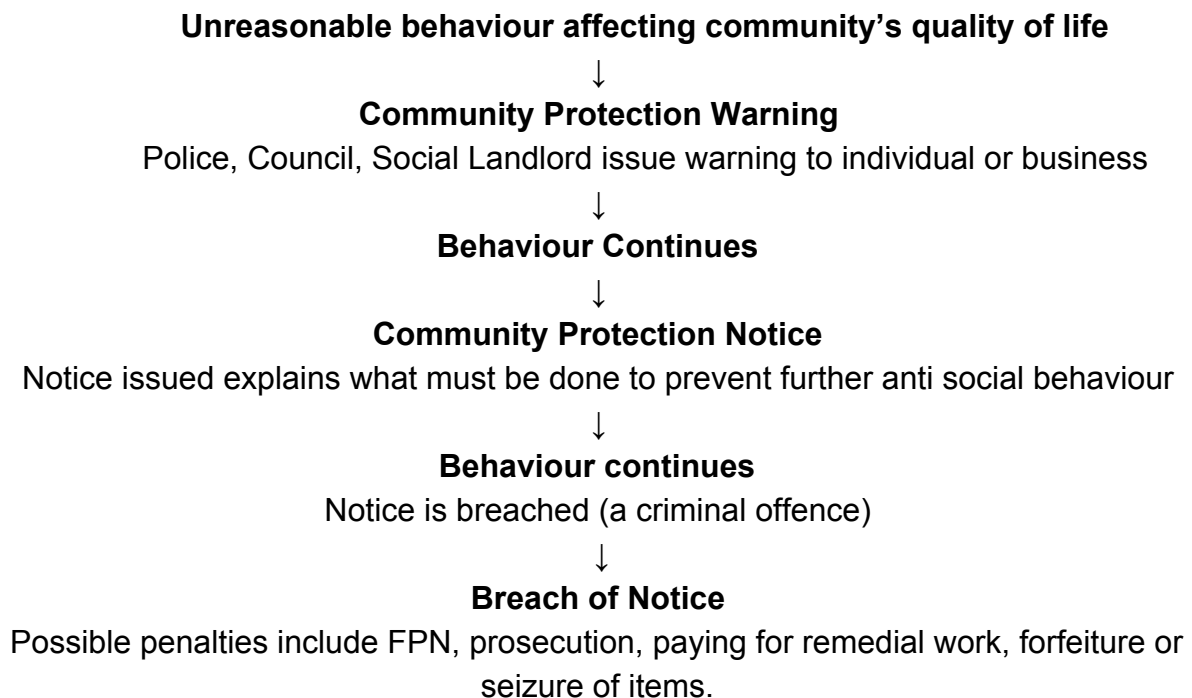 Unreasonable behaviour affecting community’s quality of life
↓
Community Protection Warning
Police, Council, Social Landlord issue warning to individual or business
↓
Behaviour Continues
↓
Community Protection Notice
Notice issued explains what must be done to prevent further anti social behaviour
↓
Behaviour continues
Notice is breached (a criminal offence)
↓
Breach of Notice
Possible penalties include FPN, prosecution, paying for remedial work, forfeiture or
seizure of items.